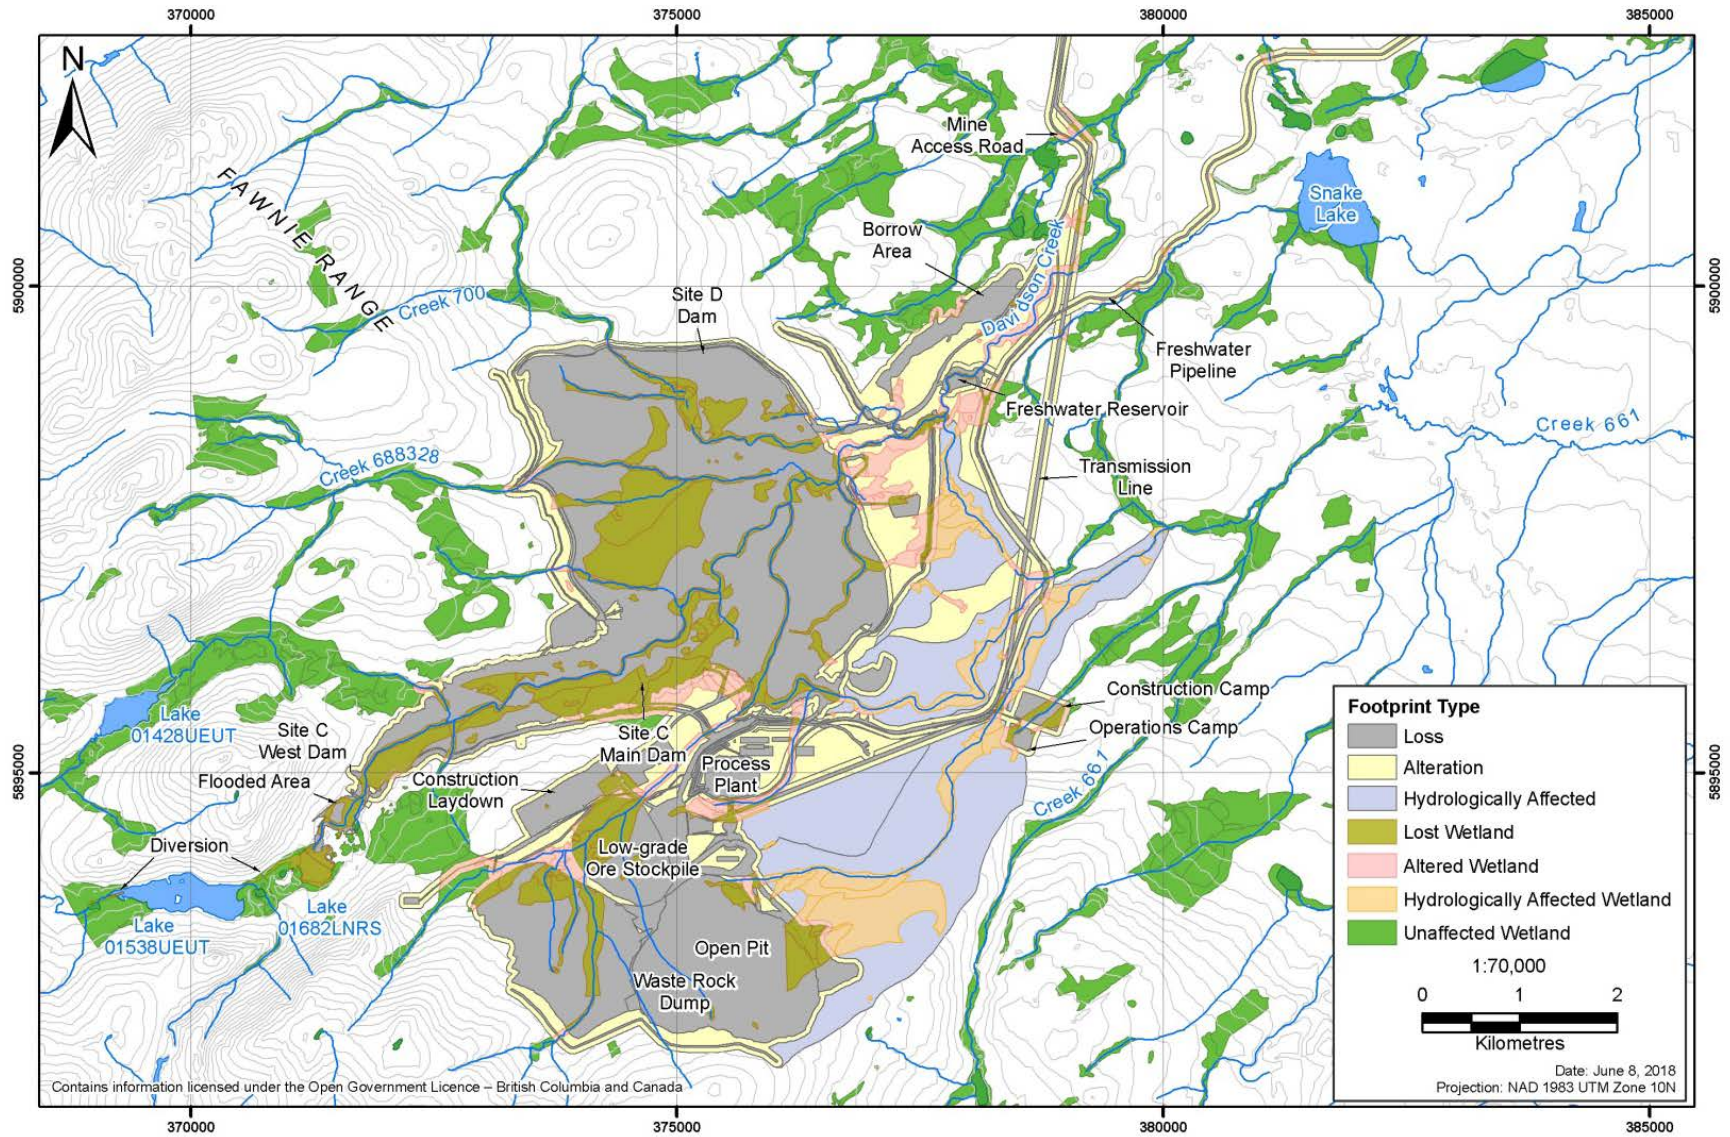 370000
375000
380000
385000
N
FAWNIE RANGE
Mine
Access Road
Snake
Lake
Borrow
Area
Davidson Creek
5900000
5900000
Creek 700
Site D
Dam
Freshwater
Pipeline
Freshwater Reservoir
Creek 661
Creek 688328
Transmission
Line
Construction Camp
Operations Camp
Lake
01428UEUT
Site C
West Dam
Site C
Main Dam
Flooded Area
Construction
Laydown
Process
Plant
5895000
5895000
Creek 661
Diversion
Low-grade
Ore Stockpile
Lake
01682LNRS
Lake
01538UEUT
Open Pit
Waste Rock
Dump
Footprint Type
Loss
Alteration
Hydrologically Affected
Lost Wetland
Altered Wetland
Hydrologically Affected Wetland
Unaffected Wetland
1:70,000
0 1 2
Kilometres
Date: June 8, 2018
Projection: NAD 1983 UTM Zone 10N
Contains information licensed under the Open Government Licence – British Columbia and Canada
370000
375000
380000
385000